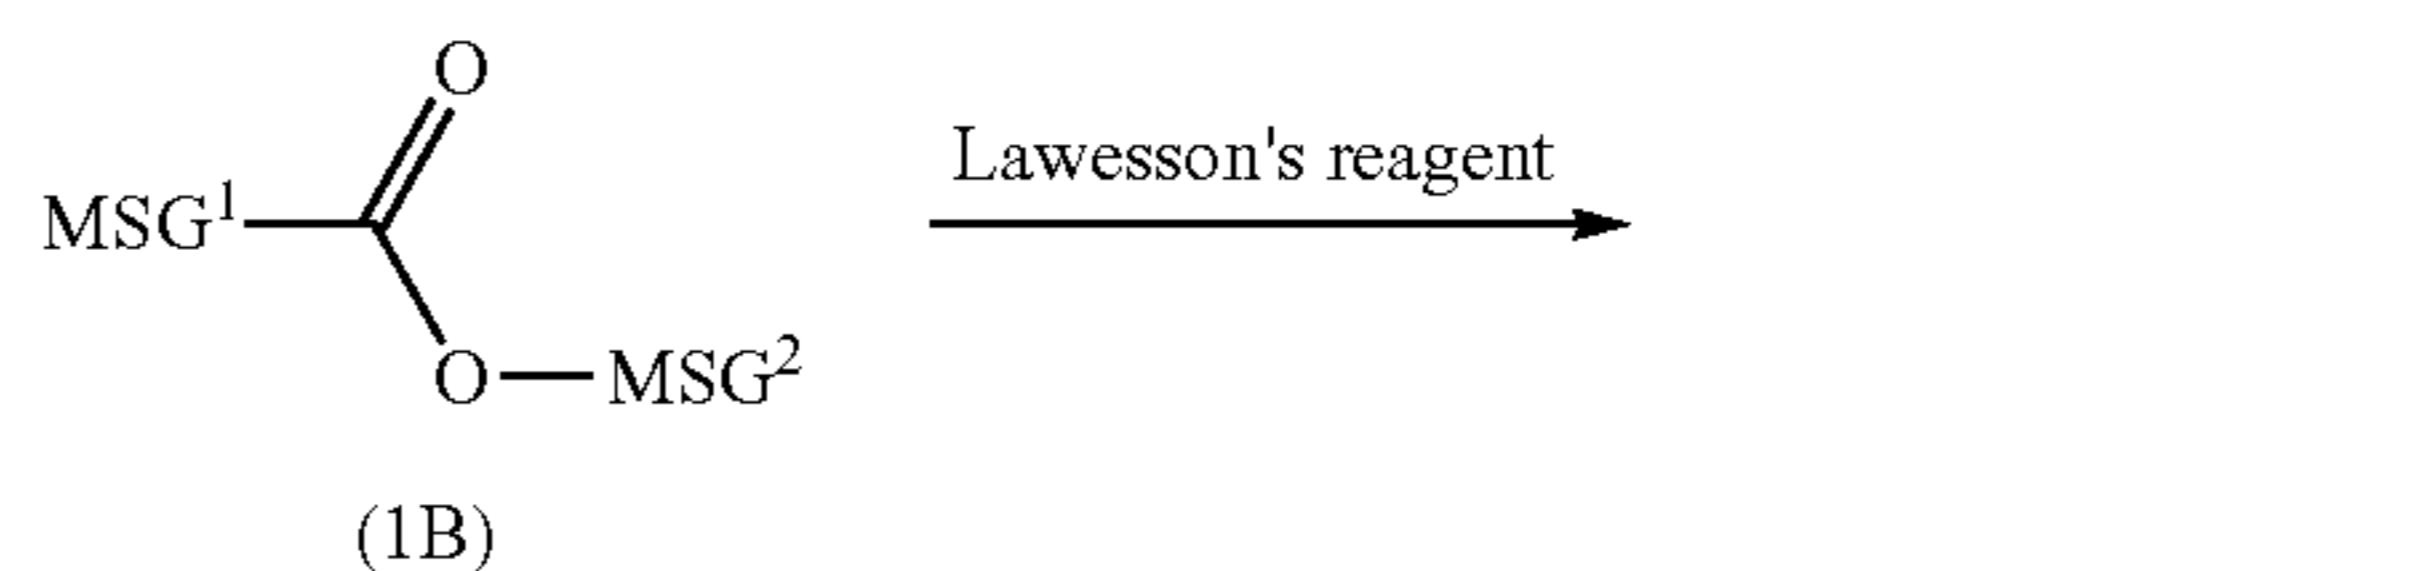 O
Lawesson's reagent
MSG¹
O
MSG²
(1B)